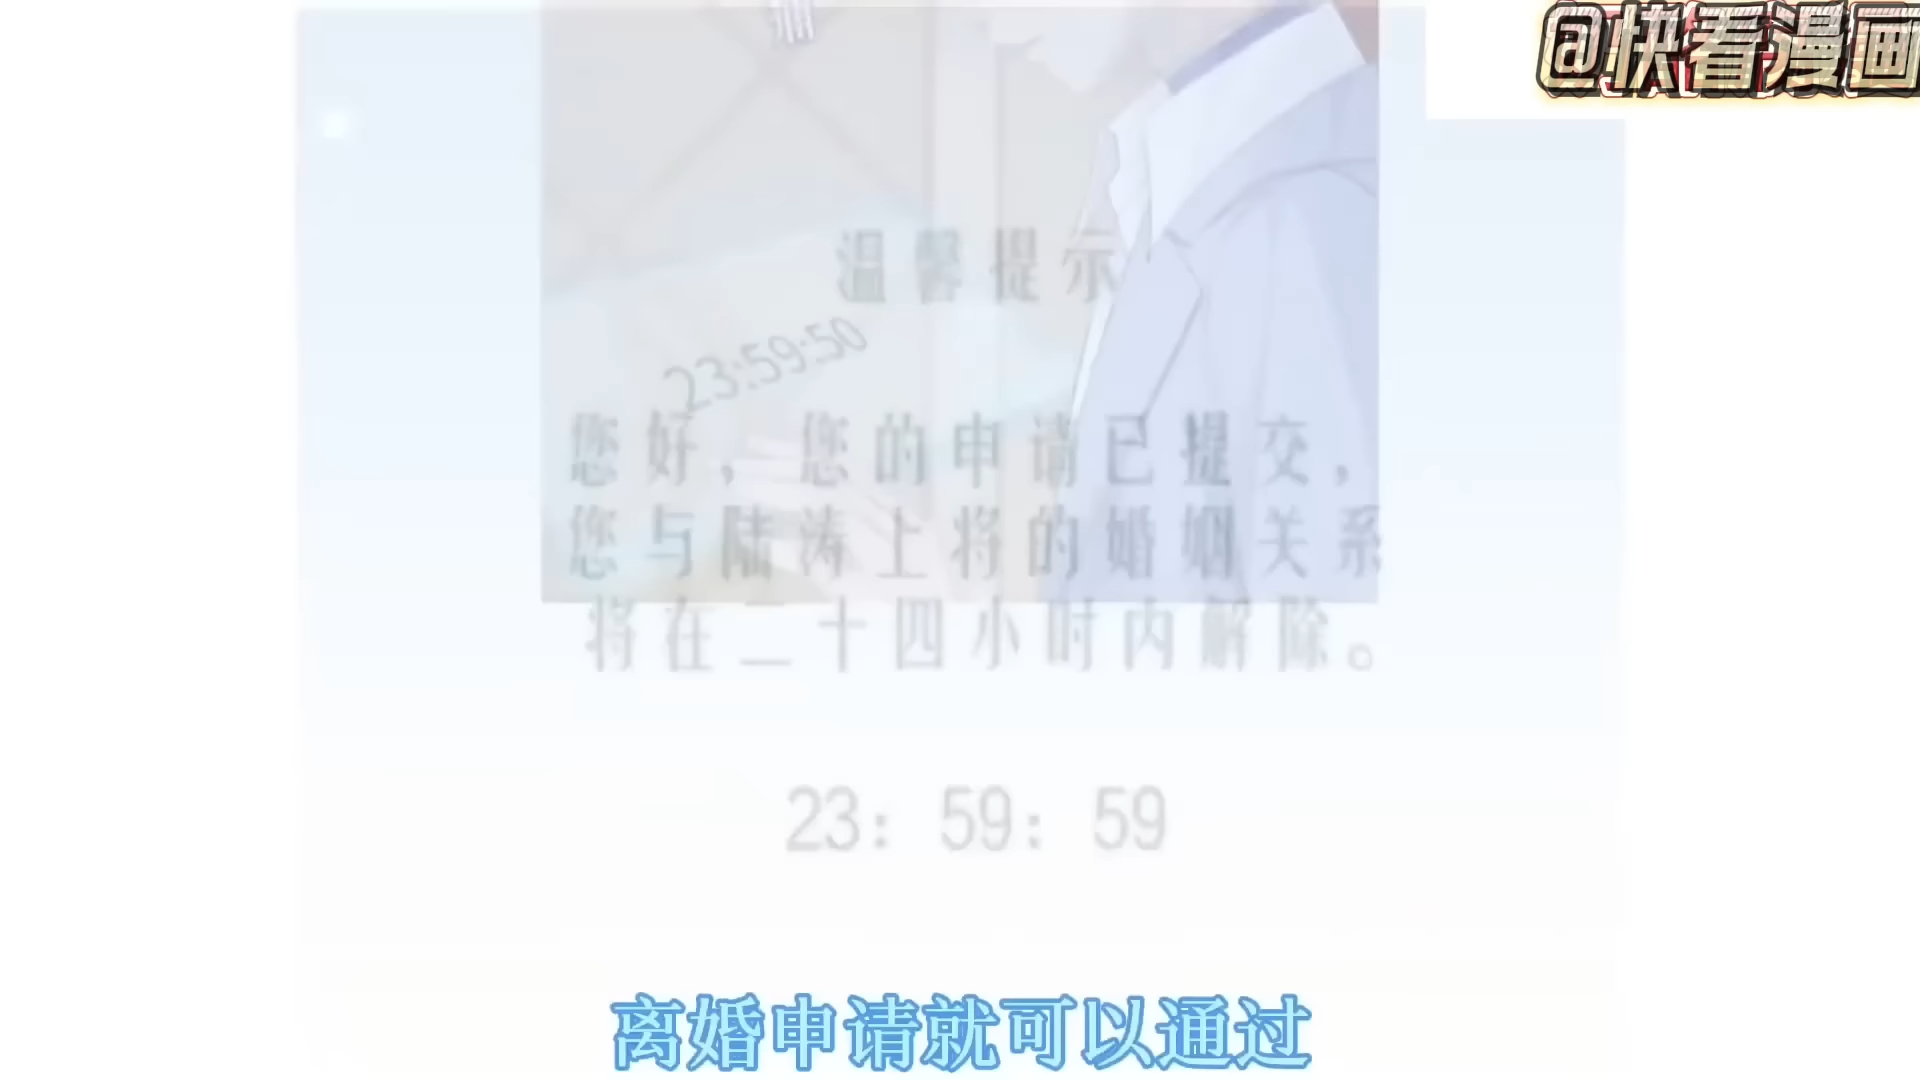 @快看漫画
温馨提示
23:59:50
您好，您的申请已提交，
您与陆涛上将的婚姻关系
将在二十四小时内解除。
23：59：59
离婚申请就可以通过